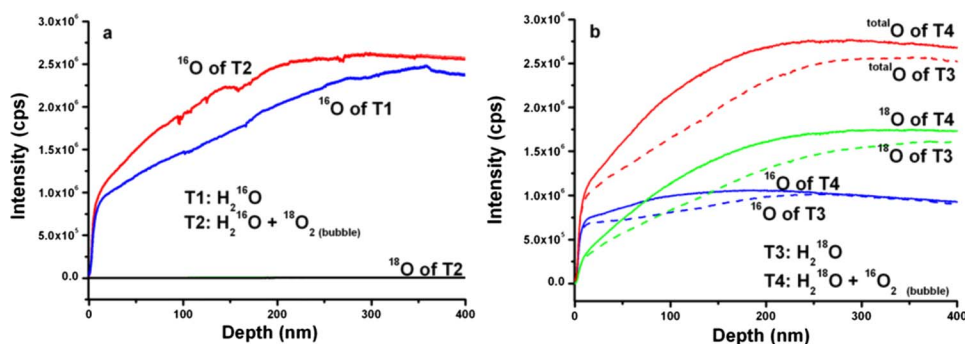 a
Intensity (cps)
3.0x10⁶
2.5x10⁶
2.0x10⁶
1.5x10⁶
1.0x10⁶
5.0x10⁵
0.0
¹⁶O of T2
¹⁶O of T1
T1: H₂¹⁶O
T2: H₂¹⁶O + ¹⁸O₂ (bubble)
¹⁸O of T2
0 100 200 300 400
Depth (nm)
b
Intensity (cps)
3.0x10⁶
2.5x10⁶
2.0x10⁶
1.5x10⁶
1.0x10⁶
5.0x10⁵
0.0
totalO of T4
totalO of T3
¹⁸O of T4
¹⁸O of T3
¹⁶O of T4
¹⁶O of T3
T3: H₂¹⁸O
T4: H₂¹⁸O + ¹⁶O₂ (bubble)
0 100 200 300 400
Depth (nm)